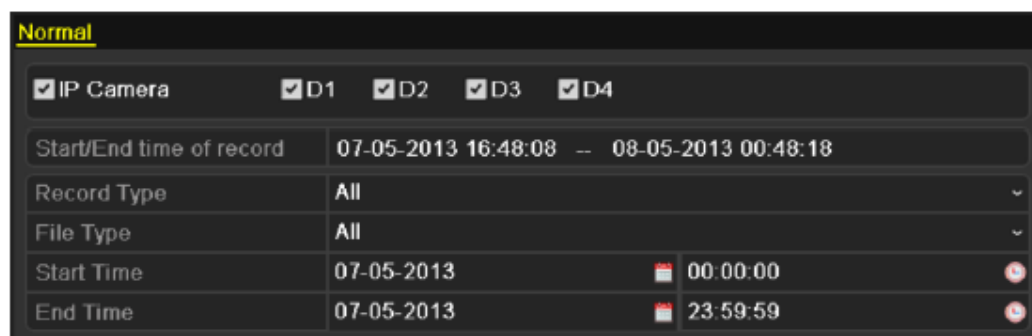 Normal
IP Camera D1 D2 D3 D4
Start/End time of record 07-05-2013 16:48:08 -- 08-05-2013 00:48:18
Record Type All
File Type All
Start Time 07-05-2013 00:00:00
End Time 07-05-2013 23:59:59